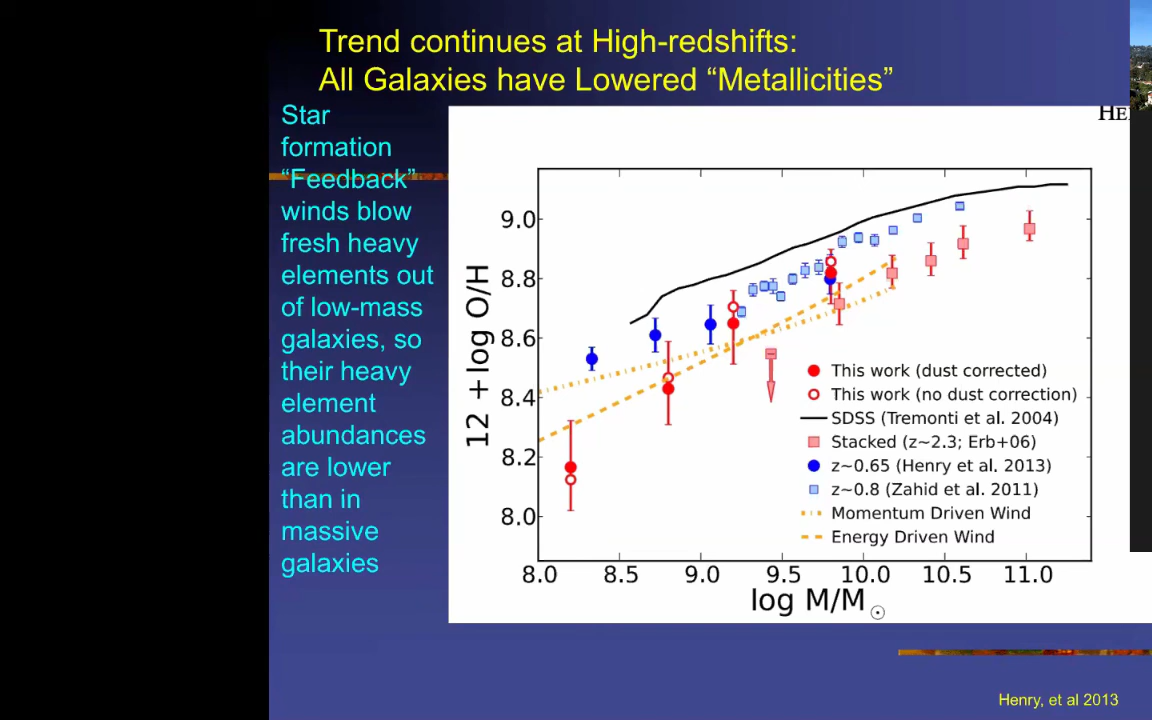 Trend continues at High-redshifts:
All Galaxies have Lowered “Metallicities”
Star
formation
“Feedback”
winds blow
fresh heavy
elements out
of low-mass
galaxies, so
their heavy
element
abundances
are lower
than in
massive
galaxies
12 + log O/H
9.0
8.8
8.6
8.4
8.2
8.0
This work (dust corrected)
This work (no dust correction)
SDSS (Tremonti et al. 2004)
Stacked (z~2.3; Erb+06)
z~0.65 (Henry et al. 2013)
z~0.8 (Zahid et al. 2011)
Momentum Driven Wind
Energy Driven Wind
8.0 8.5 9.0 9.5 10.0 10.5 11.0
log M/M☉
Henry, et al 2013